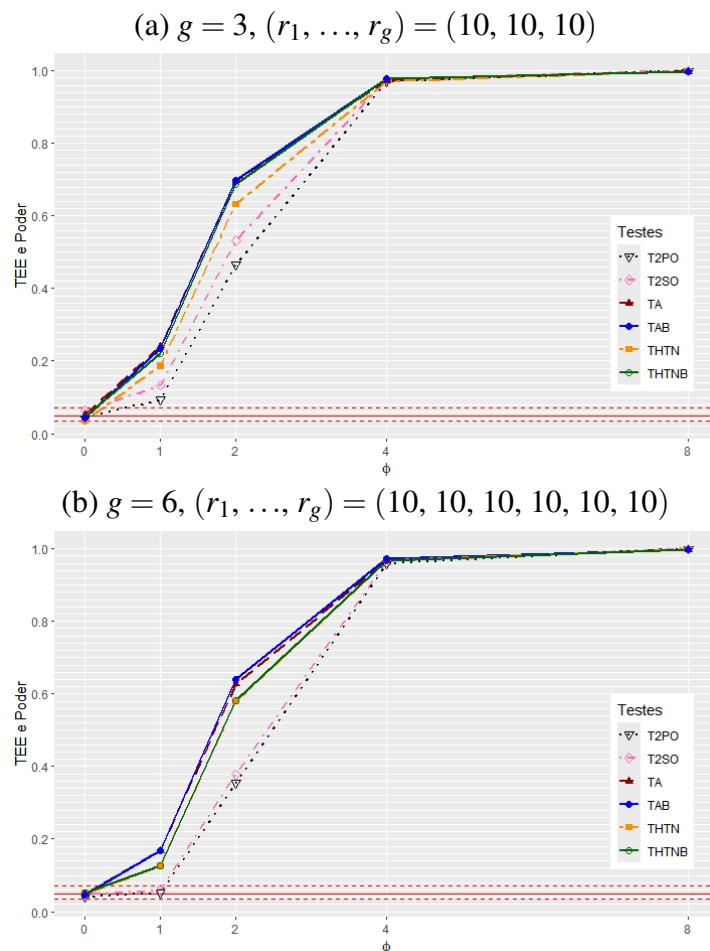 (a) g = 3, (r₁, …, r_g) = (10, 10, 10)
1.0
0.8
0.6
0.4
0.2
0.0
TEE e Poder
Testes
T2PO
T2SO
TA
TAB
THTN
THTNB
0 1 2 4 8
ϕ
(b) g = 6, (r₁, …, r_g) = (10, 10, 10, 10, 10, 10)
1.0
0.8
0.6
0.4
0.2
0.0
TEE e Poder
Testes
T2PO
T2SO
TA
TAB
THTN
THTNB
0 1 2 4 8
ϕ